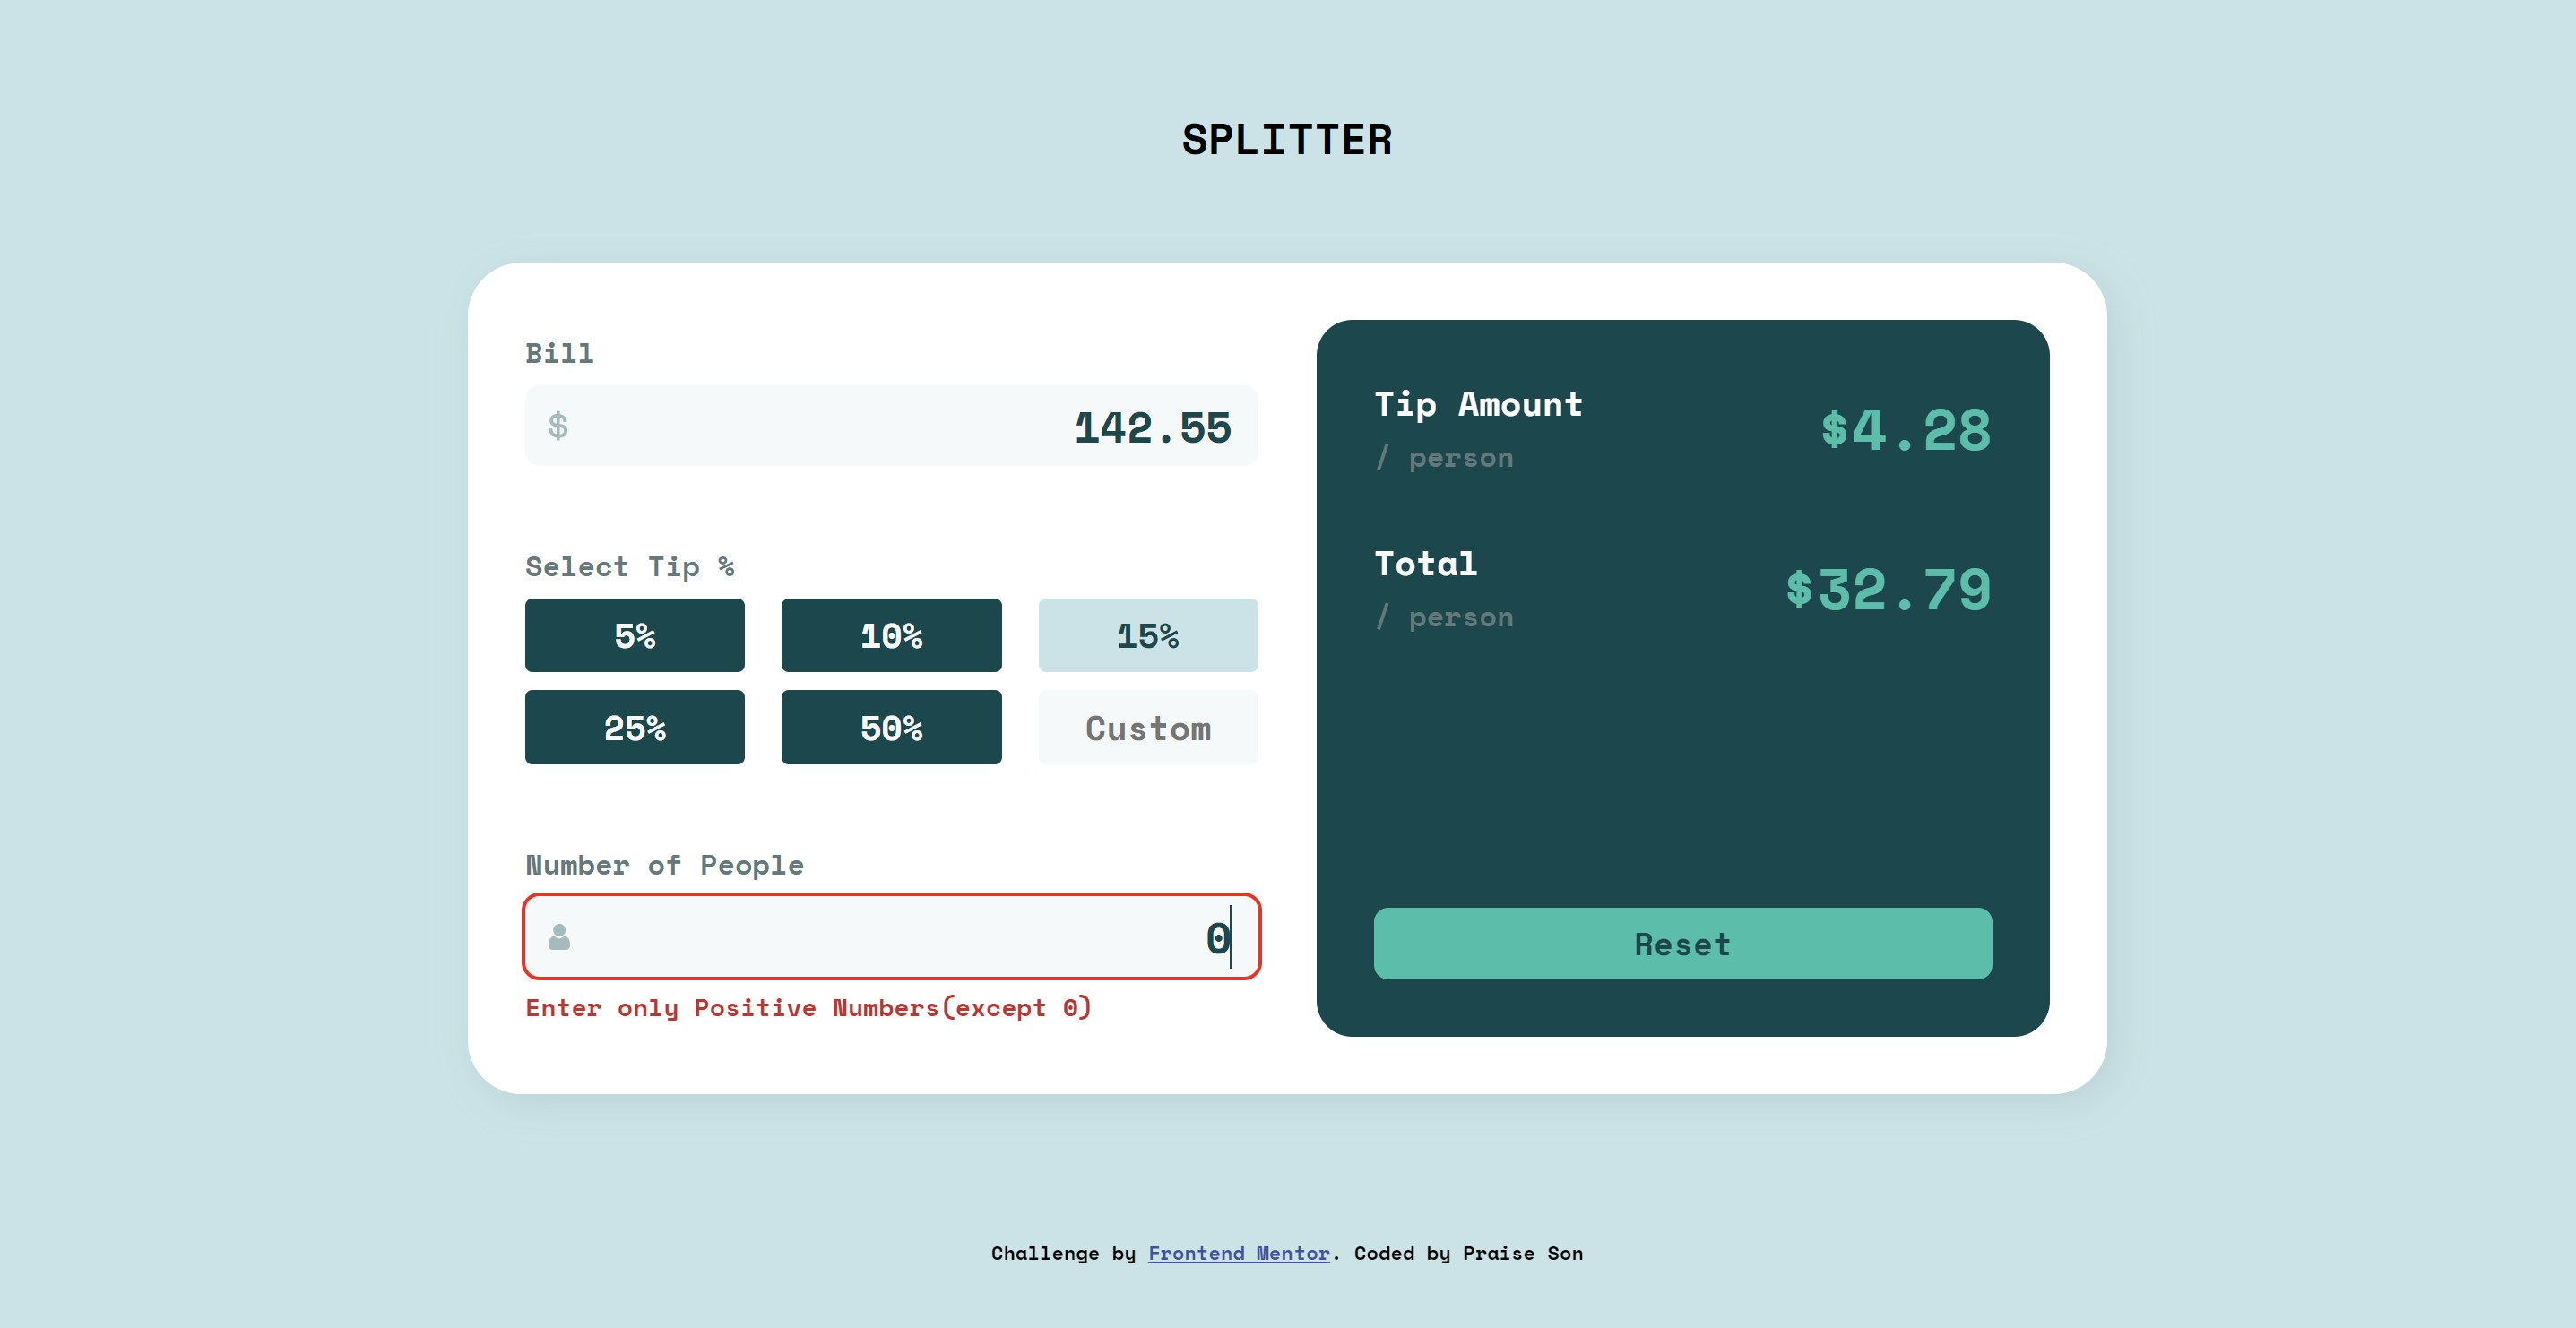 SPLITTER
Bill
$ 142.55
Select Tip %
5% 10% 15%
25% 50% Custom
Number of People
0
Enter only Positive Numbers(except 0)
Tip Amount
/ person
$4.28
Total
/ person
$32.79
Reset
Challenge by Frontend Mentor. Coded by Praise Son